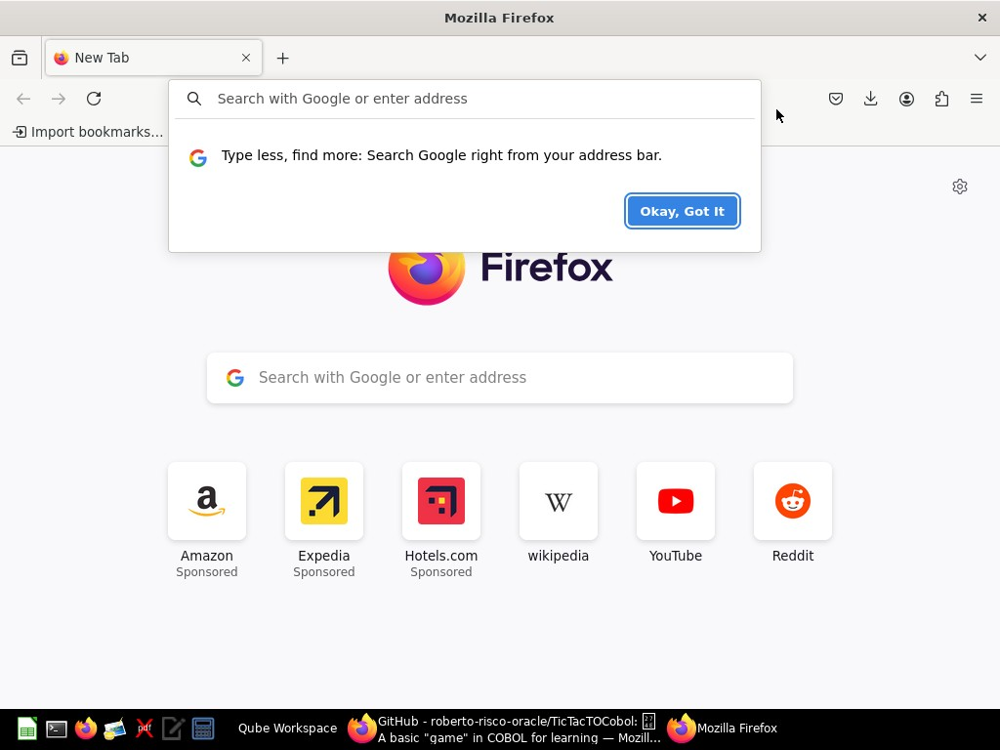 Mozilla Firefox
New Tab
Search with Google or enter address
Import bookmarks...
Type less, find more: Search Google right from your address bar.
Okay, Got It
Firefox
Search with Google or enter address
Amazon
Sponsored
Expedia
Sponsored
Hotels.com
Sponsored
wikipedia
YouTube
Reddit
Qube Workspace
GitHub - roberto-risco-oracle/TicTacTOCobol:
A basic "game" in COBOL for learning — Mozill...
Mozilla Firefox